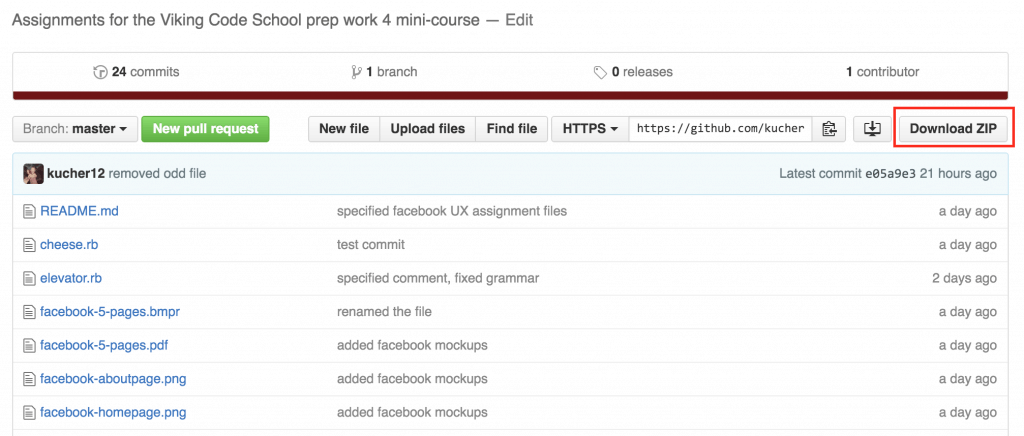 Assignments for the Viking Code School prep work 4 mini-course — Edit
24 commits 1 branch 0 releases 1 contributor
Branch: master New pull request New file Upload files Find file HTTPS https://github.com/kucher Download ZIP
kucher12 removed odd file Latest commit e05a9e3 21 hours ago
README.md specified facebook UX assignment files a day ago
cheese.rb test commit a day ago
elevator.rb specified comment, fixed grammar 2 days ago
facebook-5-pages.bmpr renamed the file a day ago
facebook-5-pages.pdf added facebook mockups a day ago
facebook-aboutpage.png added facebook mockups a day ago
facebook-homepage.png added facebook mockups a day ago